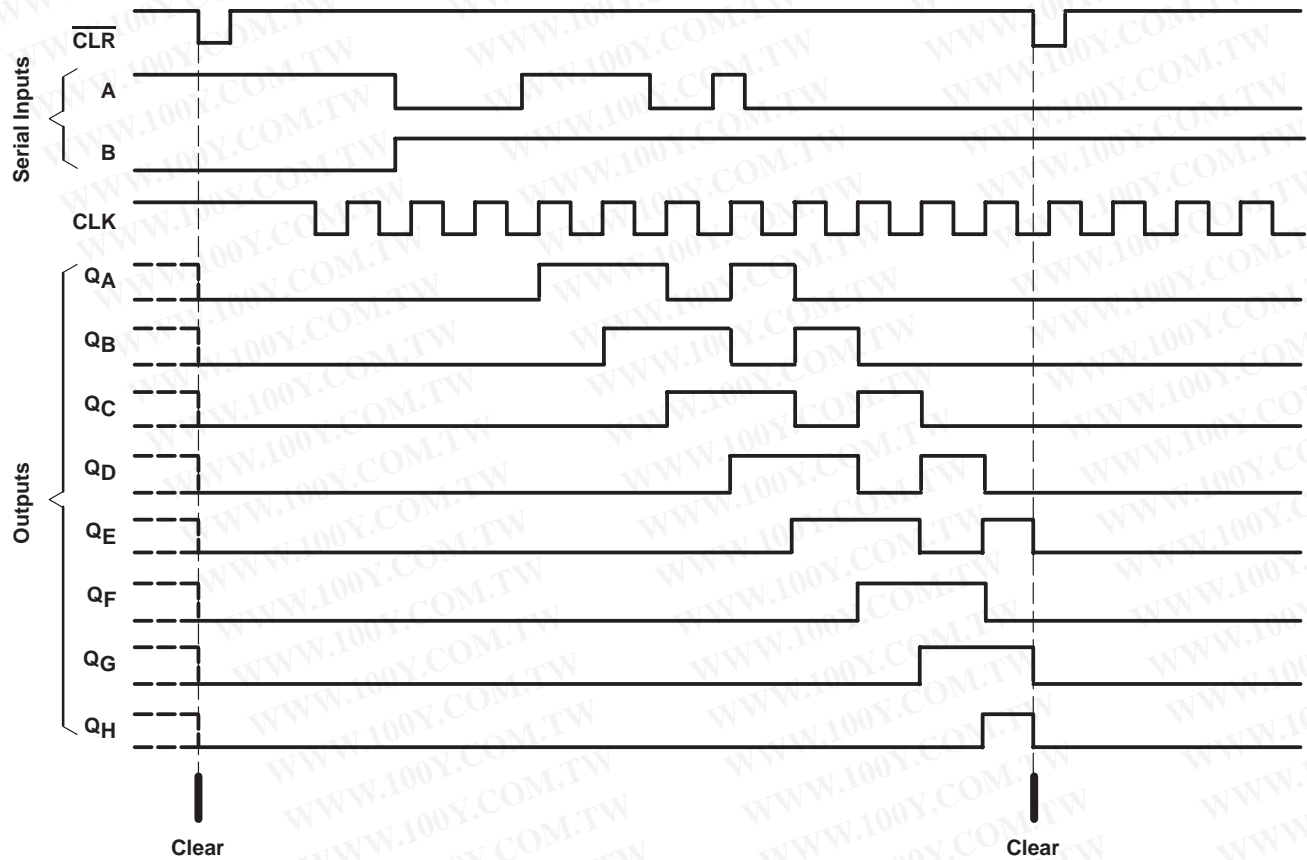 CLR
Serial Inputs
A
B
CLK
Outputs
QA
QB
QC
QD
QE
QF
QG
QH
Clear
Clear
WWW.100Y.COM.TW